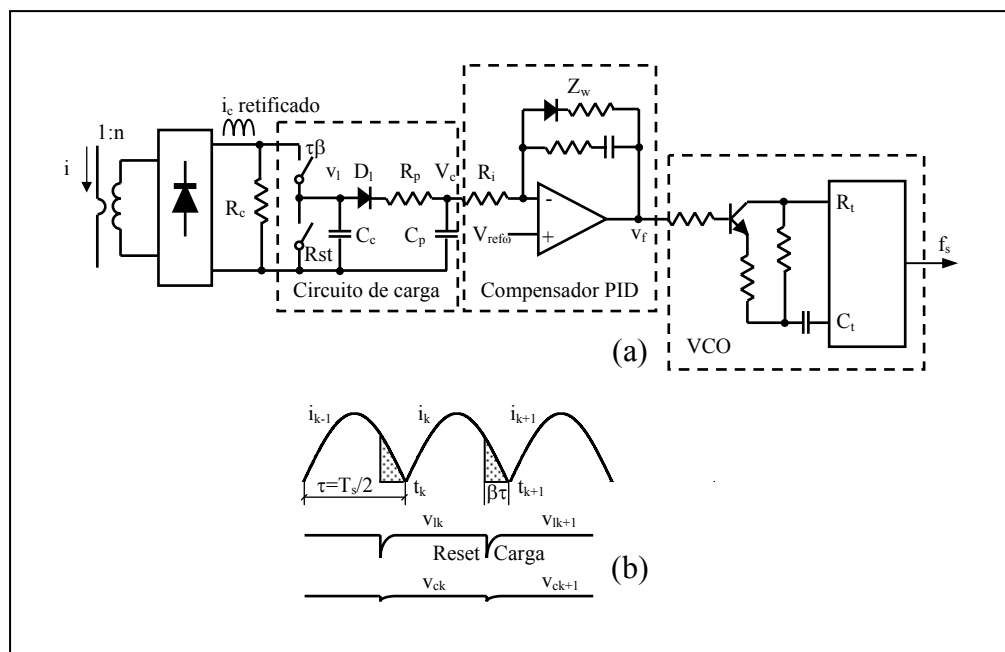 i_c retificado
1:n
i
R_c
τβ
v_l
D_l
R_p
V_c
Rst
C_c
C_p
Circuito de carga
Z_w
R_i
-
V_refω
+
v_f
Compensador PID
R_t
f_s
C_t
VCO
(a)
i_k-1
i_k
i_k+1
τ=T_s/2
t_k
βτ
t_k+1
v_lk
v_lk+1
Reset
Carga
(b)
v_ck
v_ck+1